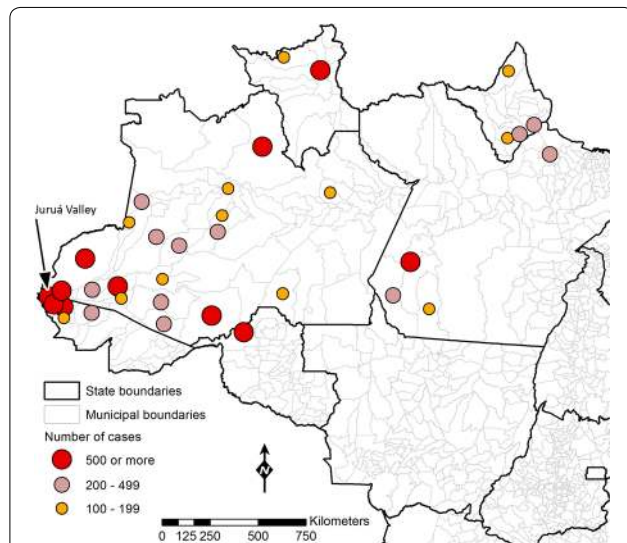 Juruá Valley
State boundaries
Municipal boundaries
Number of cases
500 or more
200 - 499
100 - 199
N
Kilometers
0 125 250 500 750